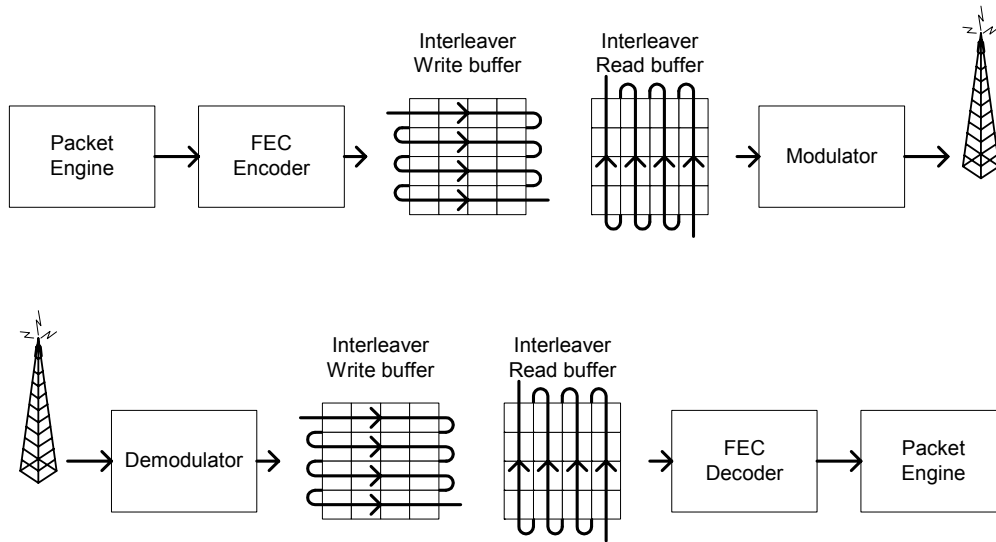 Interleaver
Write buffer
Interleaver
Read buffer
Packet
Engine
FEC
Encoder
Modulator
Interleaver
Write buffer
Interleaver
Read buffer
Demodulator
FEC
Decoder
Packet
Engine